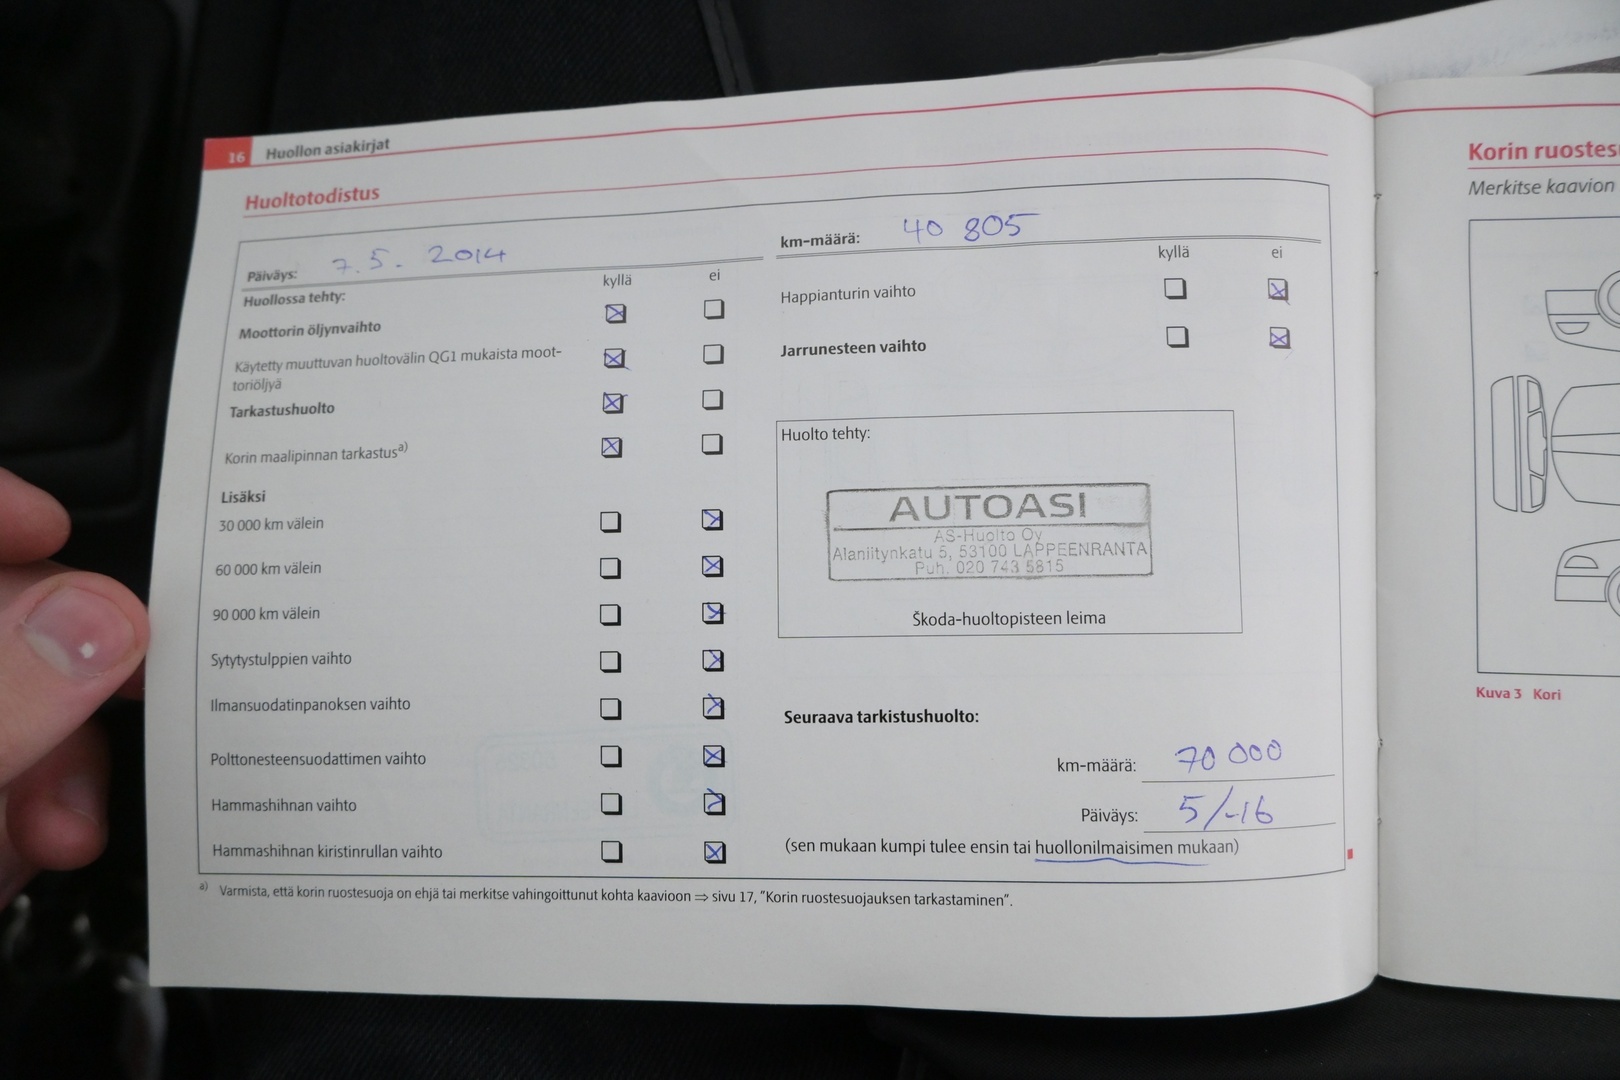 16 Huollon asiakirjat
Huoltotodistus
Päiväys: 7.5. 2014
kyllä ei
Huollossa tehty:
Moottorin öljynvaihto
Käytetty muuttuvan huoltovälin QG1 mukaista moot-
toriöljyä
Tarkastushuolto
Korin maalipinnan tarkastus a)
Lisäksi
30 000 km välein
60 000 km välein
90 000 km välein
Sytytystulppien vaihto
Ilmansuodatinpanoksen vaihto
Polttonesteensuodattimen vaihto
Hammashihnan vaihto
Hammashihnan kiristinrullan vaihto
km-määrä: 40 805
kyllä ei
Happianturin vaihto
Jarrunesteen vaihto
Huolto tehty:
AUTOASI
AS-Huolto Oy
Alaniitynkatu 5, 53100 LAPPEENRANTA
Puh. 020 743 5815
Škoda-huoltopisteen leima
Seuraava tarkistushuolto:
km-määrä: 70 000
Päiväys: 5/-16
(sen mukaan kumpi tulee ensin tai huollonilmaisimen mukaan)
a) Varmista, että korin ruostesuoja on ehjä tai merkitse vahingoittunut kohta kaavioon ⇒ sivu 17, "Korin ruostesuojauksen tarkastaminen".
Korin ruostes
Merkitse kaavion
Kuva 3 Kori